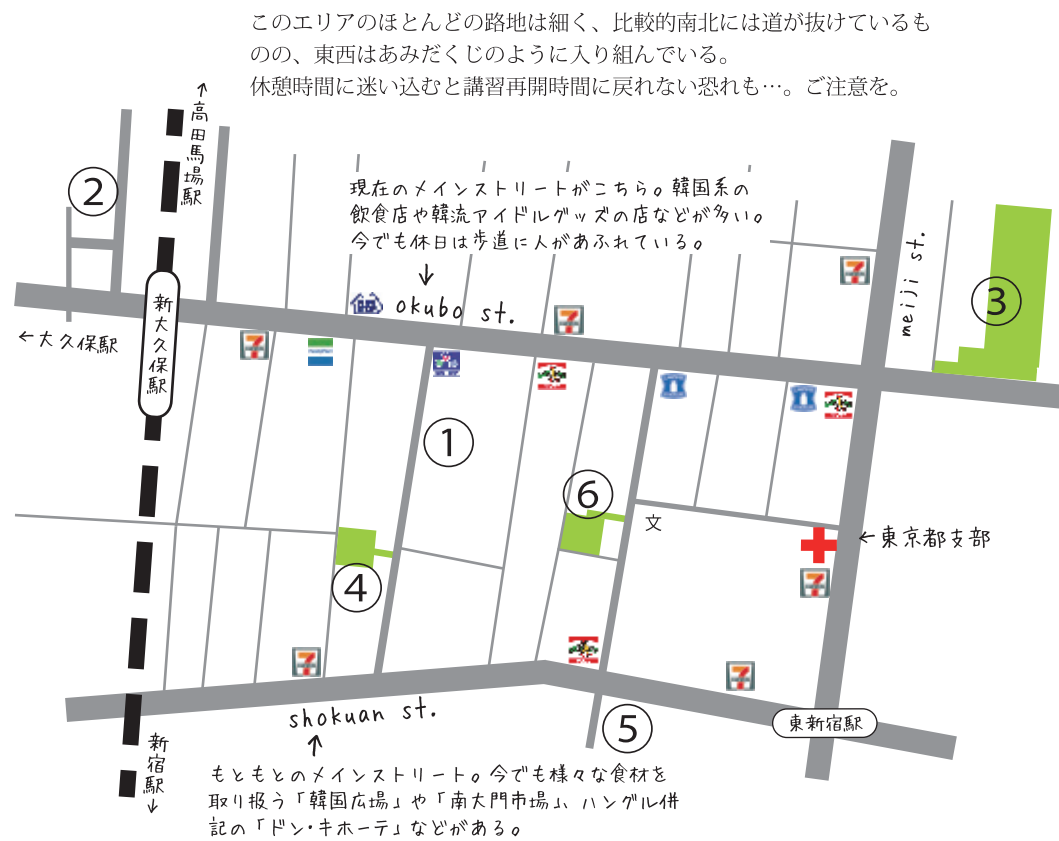 このエリアのほとんどの路地は細く、比較的南北には道が抜けているも
のの、東西はあみだくじのように入り組んでいる。
休憩時間に迷い込むと講習再開時間に戻れない恐れも…。ご注意を。
↑高田馬場駅
②
現在のメインストリートがこちら。韓国系の
飲食店や韓流アイドルグッズの店などが多い。
今でも休日は歩道に人があふれている。
↓
okubo st.
meiji st.
③
←大久保駅
新大久保駅
7
7
7
①
⑥
文
←東京都支部
④
7
7
7
shokuan st.
⑤
東新宿駅
新宿駅↓
↑
もともとのメインストリート。今でも様々な食材を
取り扱う「韓国広場」や「南大門市場」、ハングル併
記の「ドン・キホーテ」などがある。